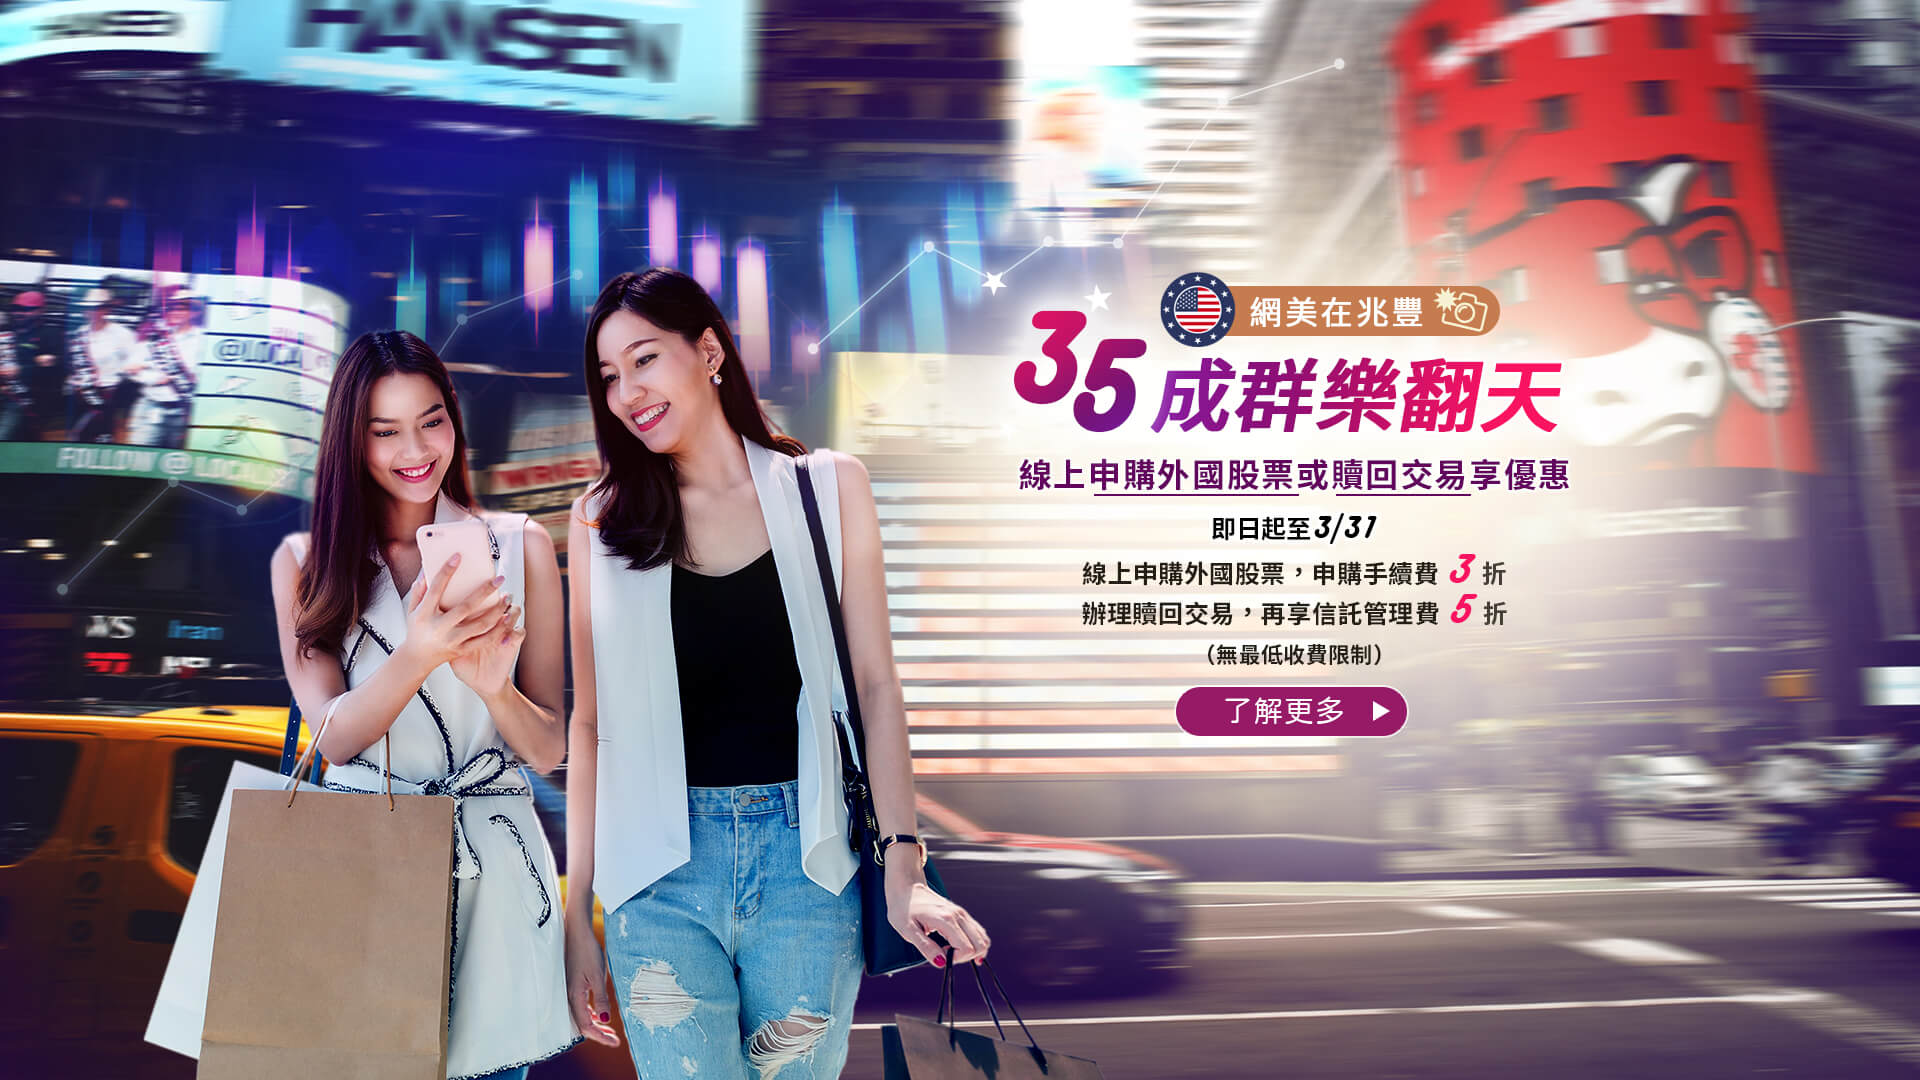 HANSEN
網美在兆豐
35成群樂翻天
線上申購外國股票或贖回交易享優惠
即日起至3/31
線上申購外國股票，申購手續費 3 折
辦理贖回交易，再享信託管理費 5 折
（無最低收費限制）
了解更多
@LOCAL
FOLLOW @ LOCAL
Iran